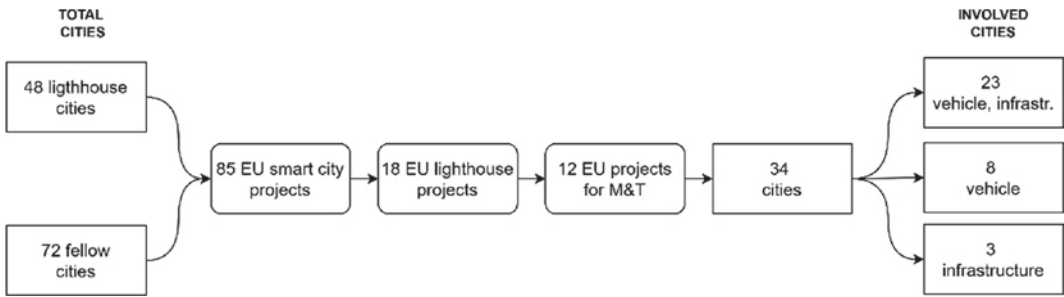 TOTAL
CITIES
48 ligthhouse
cities
72 fellow
cities
85 EU smart city
projects
18 EU lighthouse
projects
12 EU projects
for M&T
34
cities
INVOLVED
CITIES
23
vehicle, infrastr.
8
vehicle
3
infrastructure